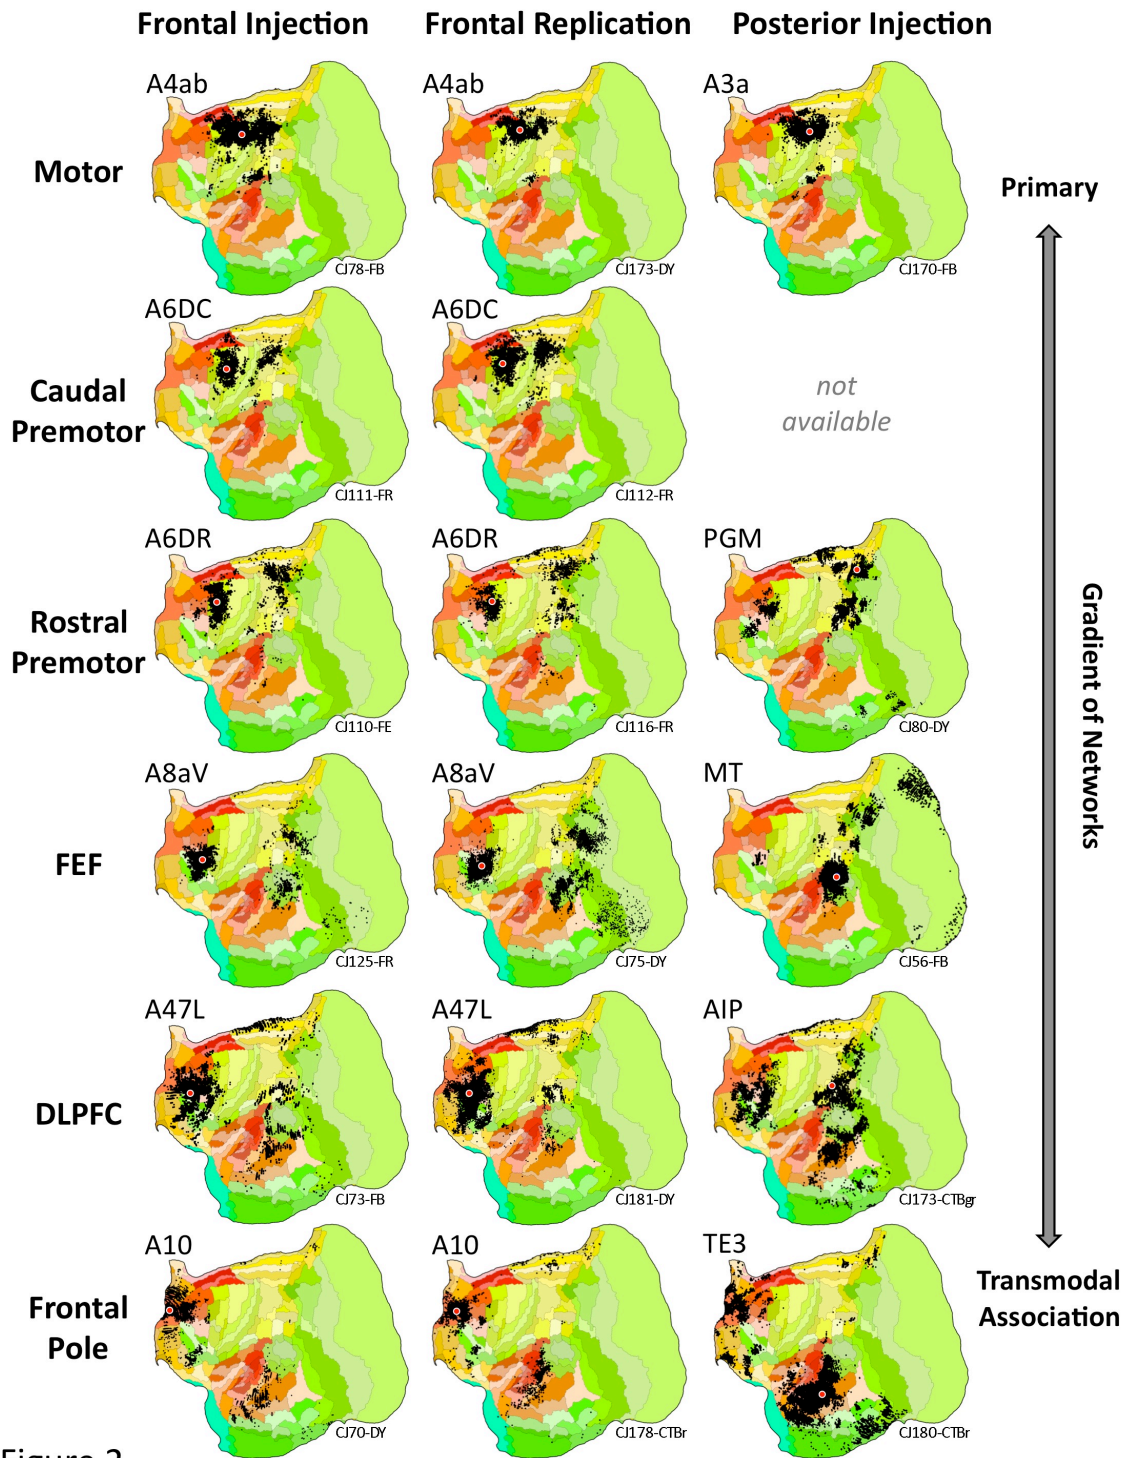 Frontal Injection Frontal Replication Posterior Injection
A4ab A4ab A3a
Motor
Primary
CJ78-FB CJ173-DY CJ170-FB
A6DC A6DC
Caudal
Premotor
not
available
CJ111-FR CJ112-FR
A6DR A6DR PGM
Rostral
Premotor
Gradient of Networks
CJ110-FE CJ116-FR CJ80-DY
A8aV A8aV MT
FEF
CJ125-FR CJ75-DY CJ56-FB
A47L A47L AIP
DLPFC
CJ73-FB CJ181-DY CJ173-CTBgr
A10 A10 TE3
Transmodal
Association
Frontal
Pole
CJ70-DY CJ178-CTBr CJ180-CTBr
Figure 2